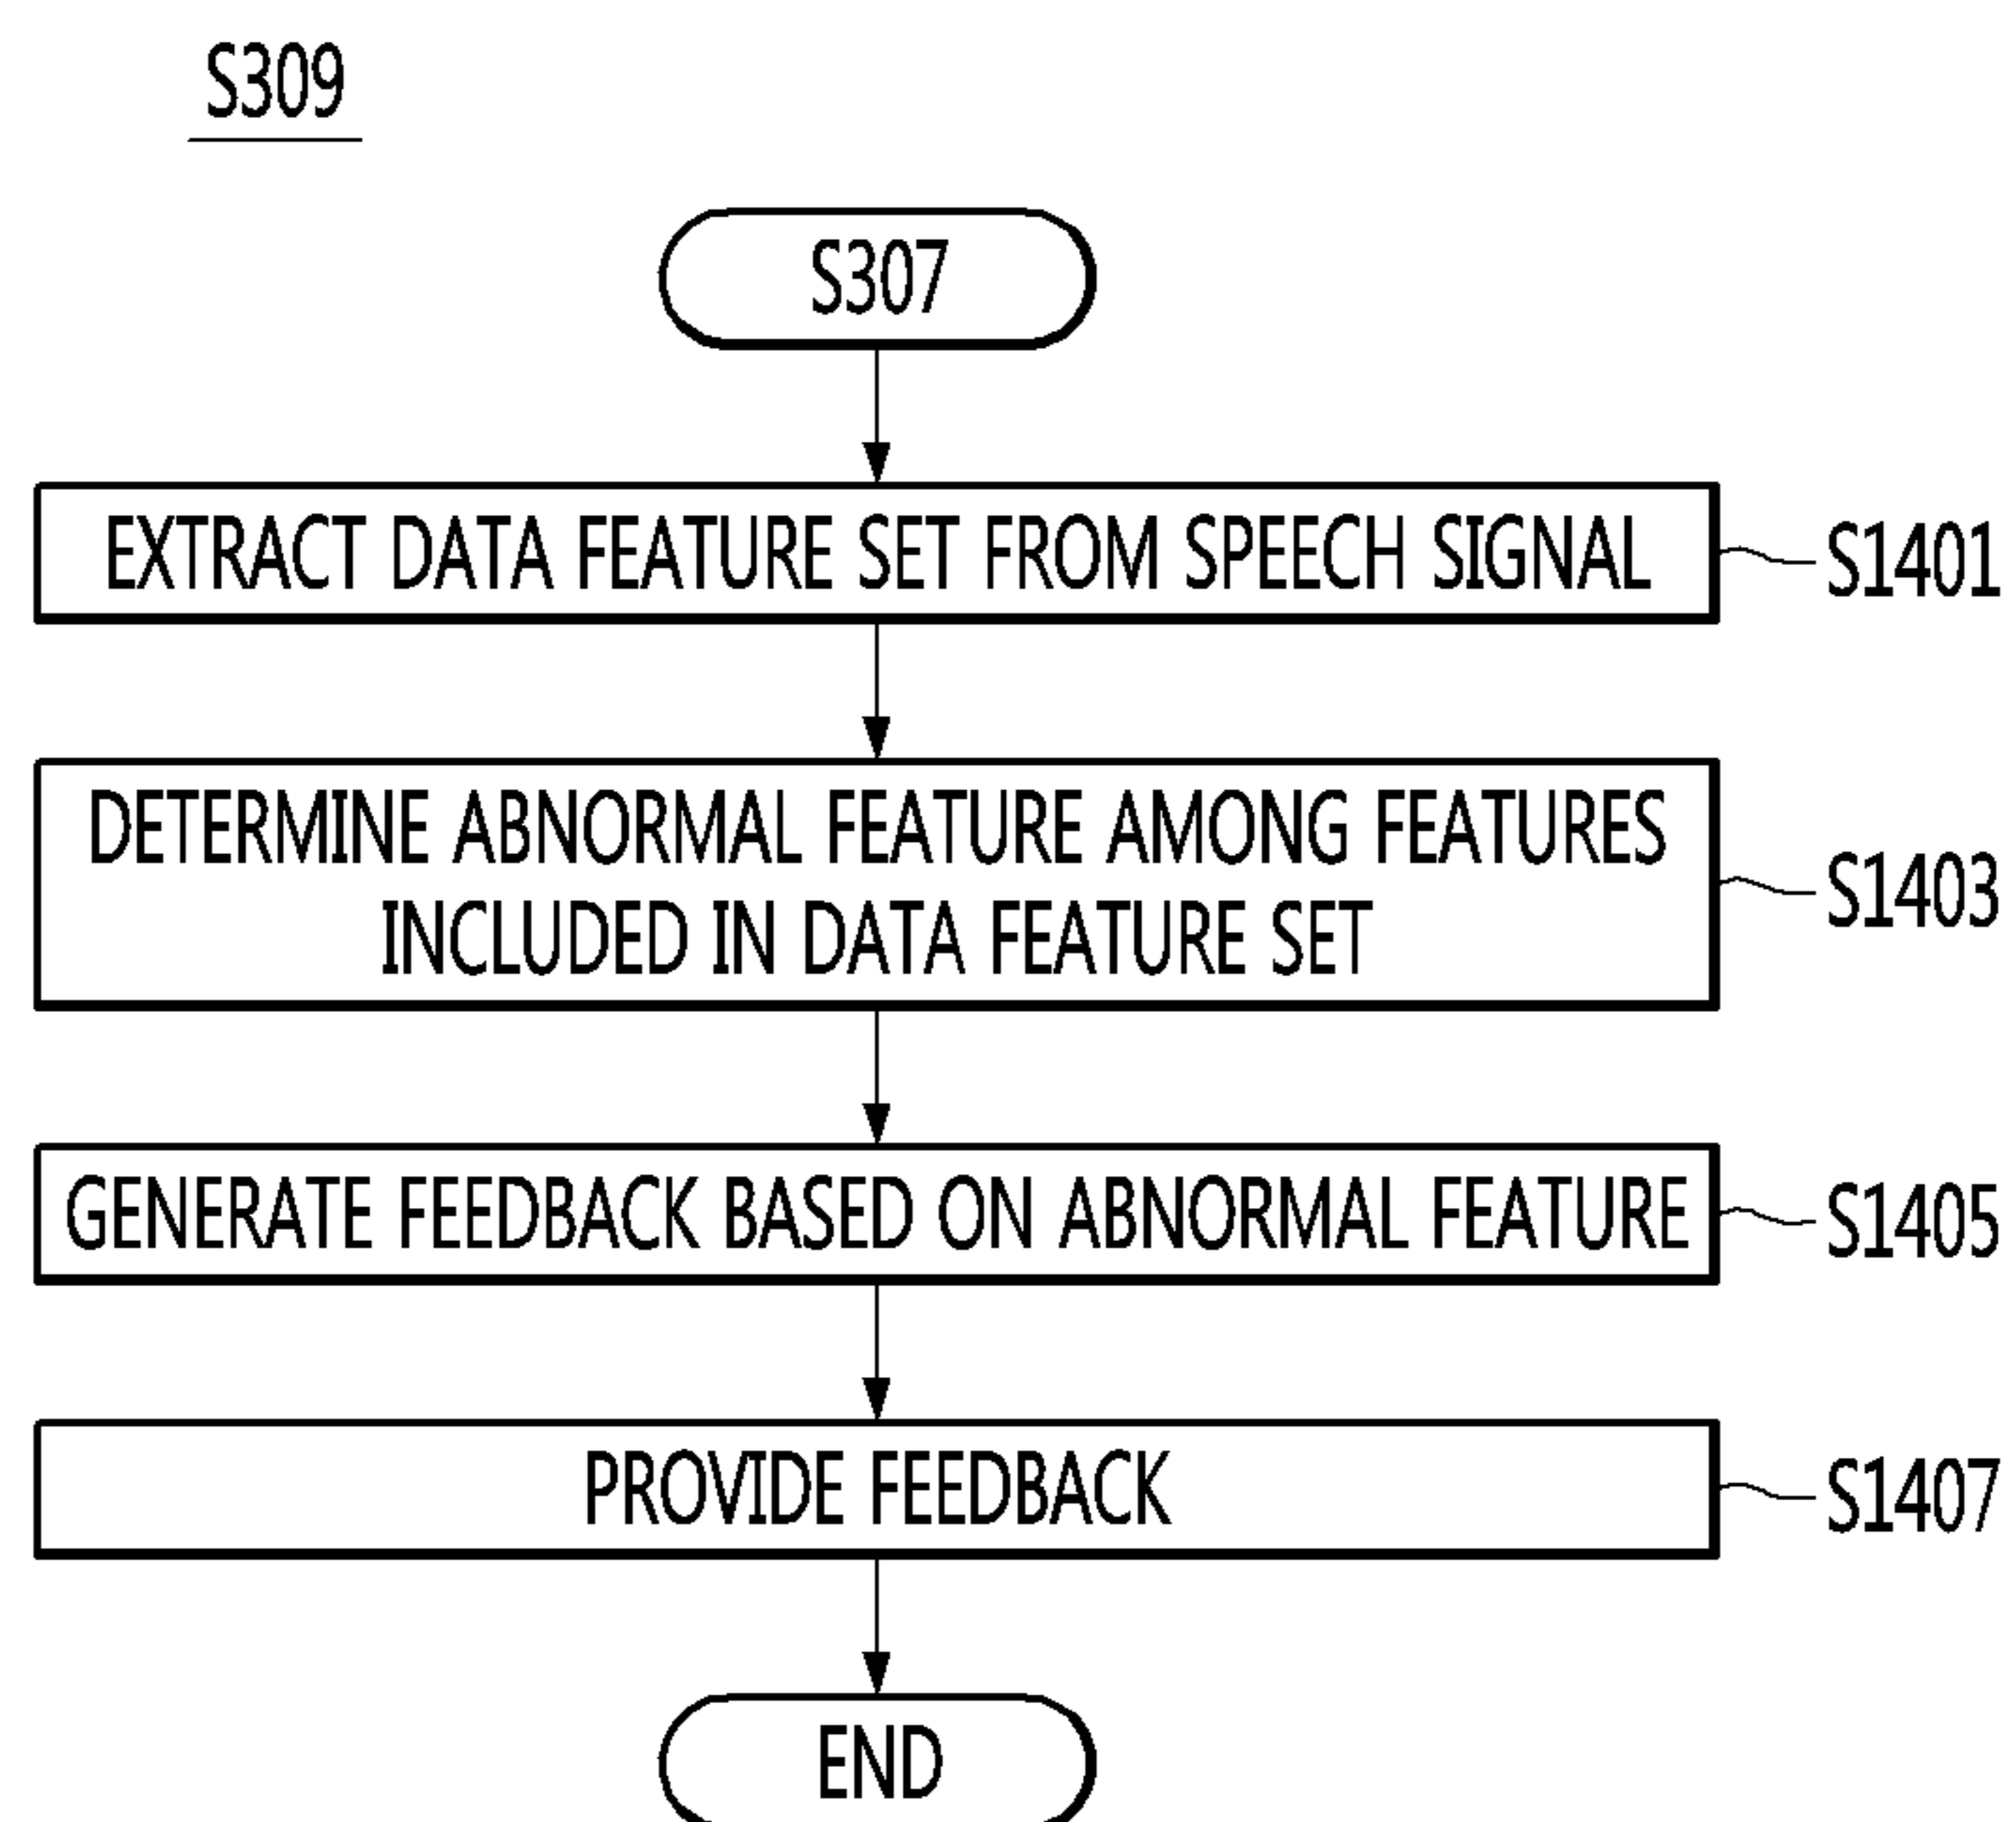 S309
S307
EXTRACT DATA FEATURE SET FROM SPEECH SIGNAL
S1401
DETERMINE ABNORMAL FEATURE AMONG FEATURES
INCLUDED IN DATA FEATURE SET
S1403
GENERATE FEEDBACK BASED ON ABNORMAL FEATURE
S1405
PROVIDE FEEDBACK
S1407
END